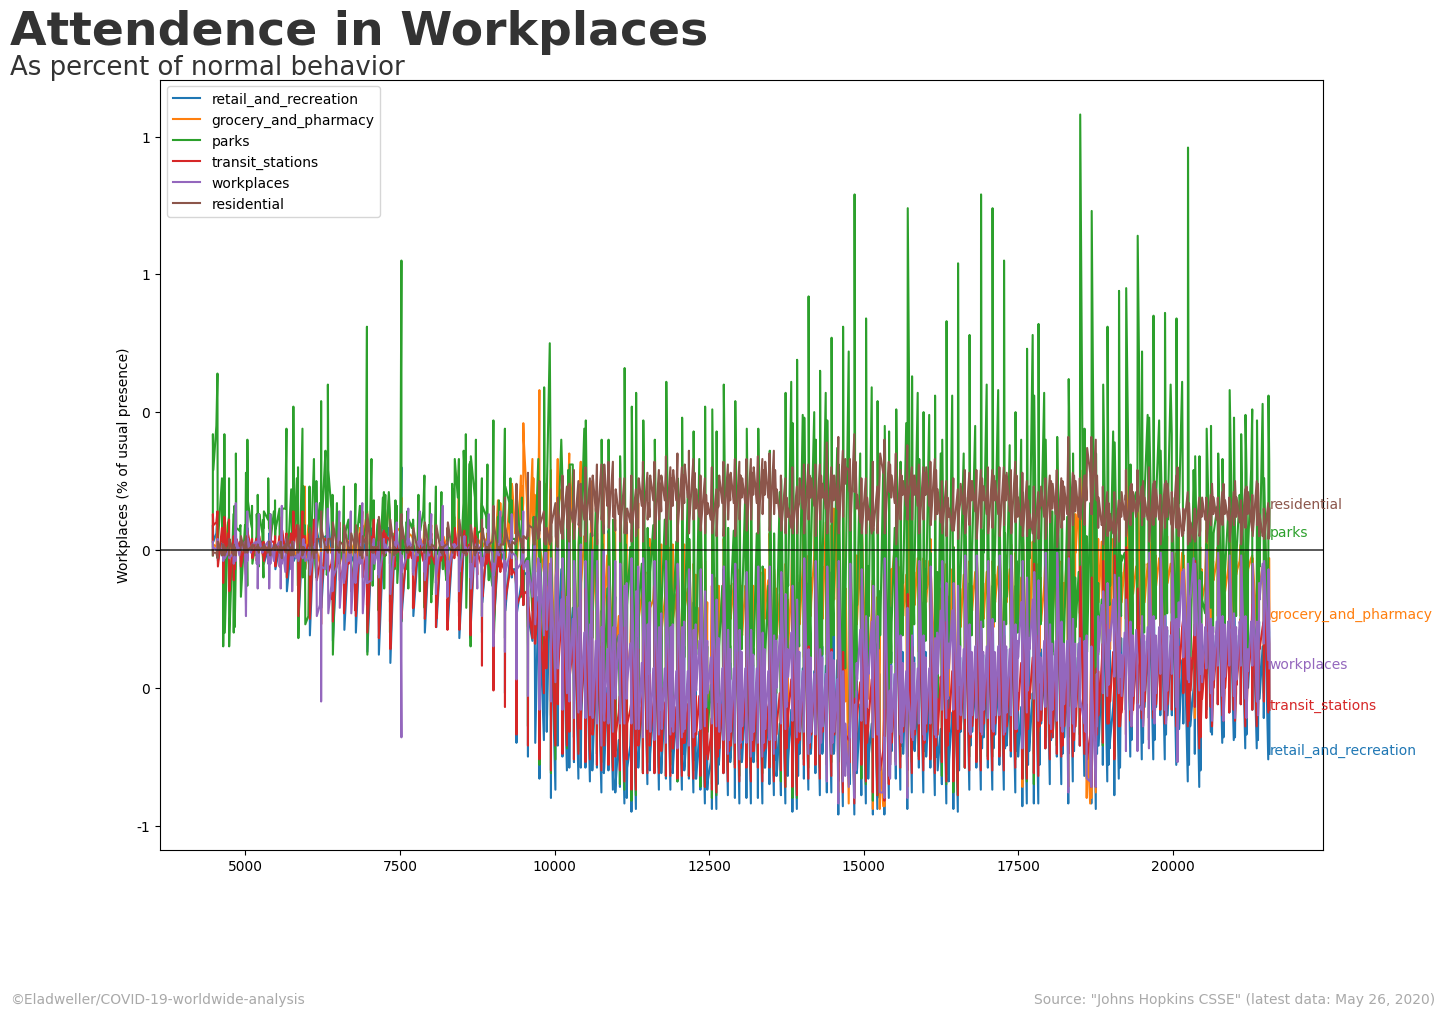 Attendence in Workplaces
As percent of normal behavior
retail_and_recreation
grocery_and_pharmacy
parks
transit_stations
workplaces
residential
Workplaces (% of usual presence)
1
1
0
0
0
-1
5000
7500
10000
12500
15000
17500
20000
residential
parks
grocery_and_pharmacy
workplaces
transit_stations
retail_and_recreation
©Eladweller/COVID-19-worldwide-analysis
Source: "Johns Hopkins CSSE" (latest data: May 26, 2020)